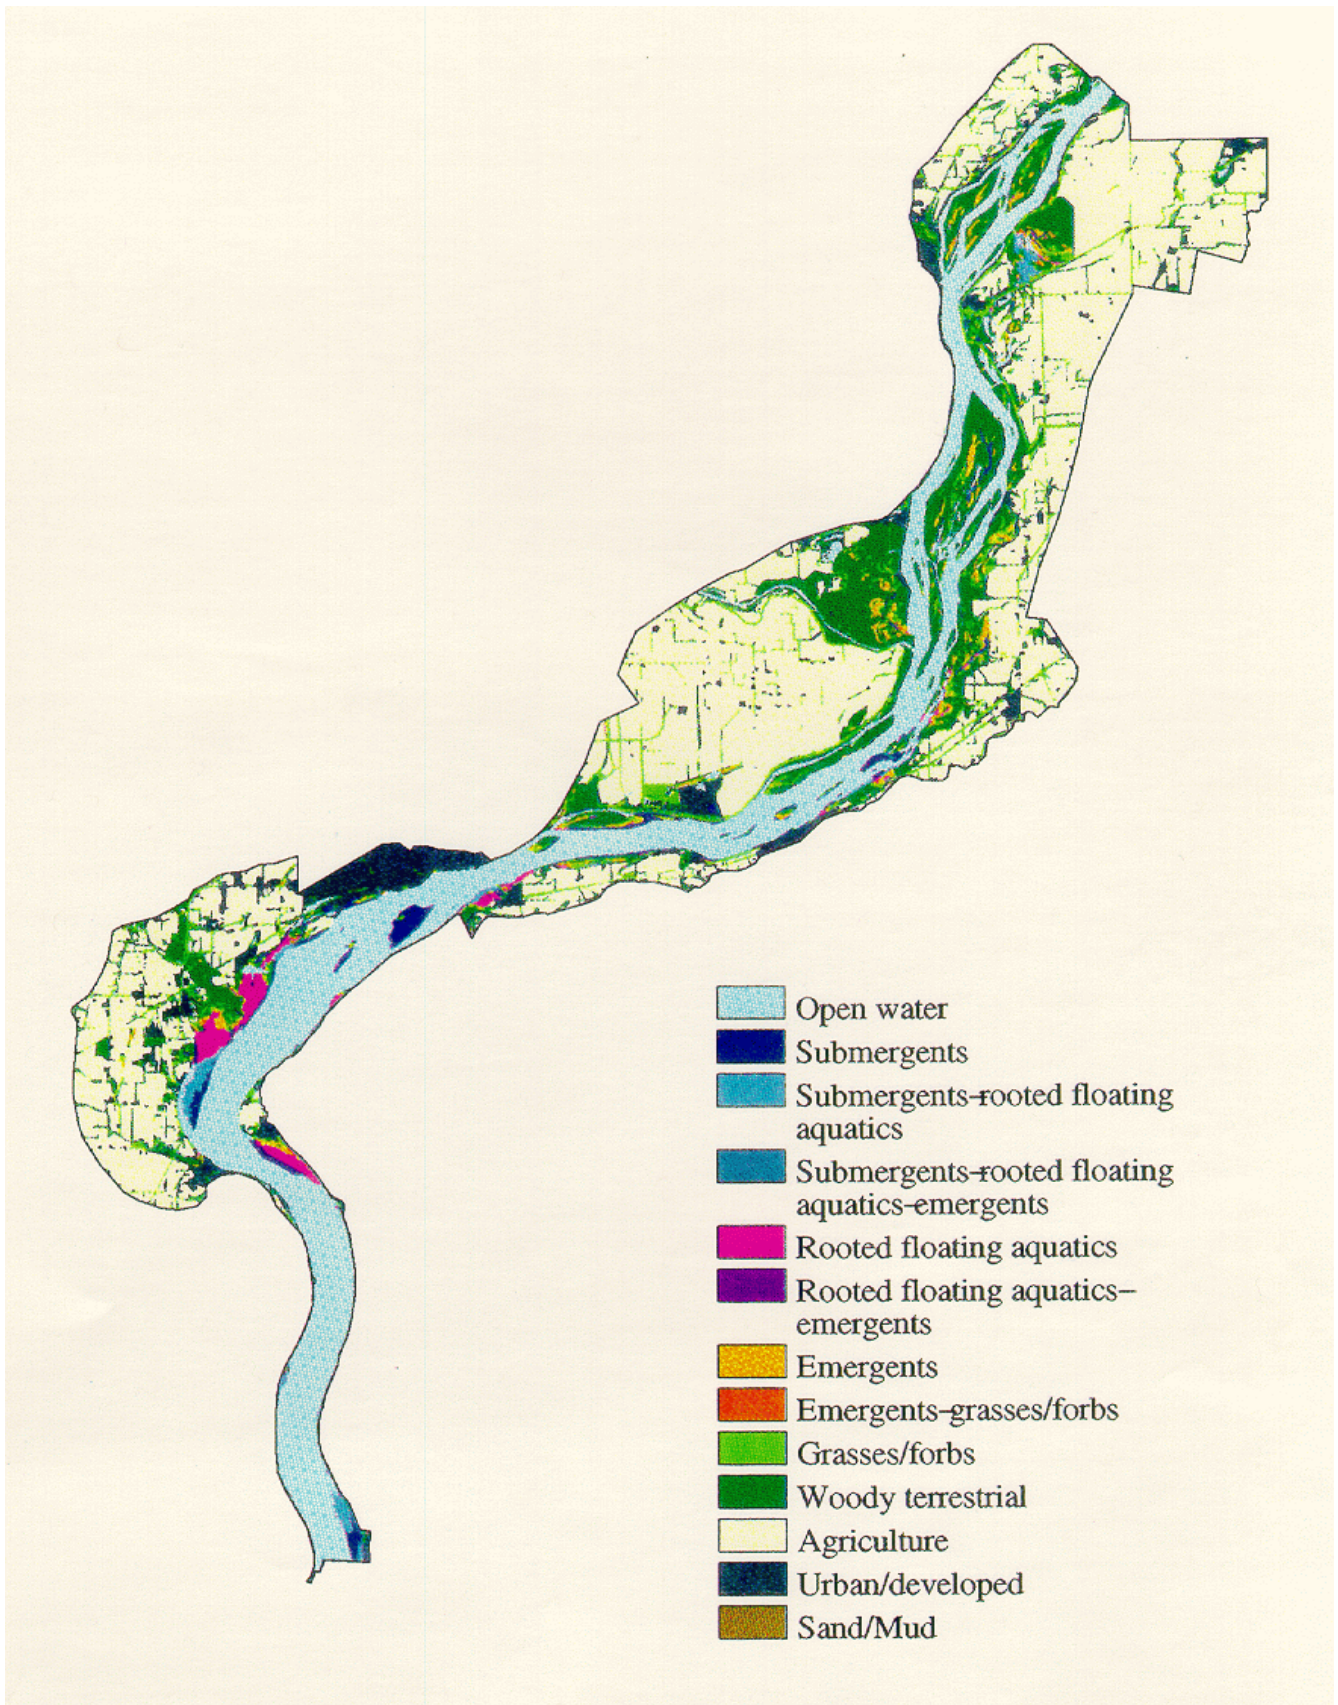 Open water
Submergents
Submergents-rooted floating
aquatics
Submergents-rooted floating
aquatics-emergents
Rooted floating aquatics
Rooted floating aquatics-
emergents
Emergents
Emergents-grasses/forbs
Grasses/forbs
Woody terrestrial
Agriculture
Urban/developed
Sand/Mud